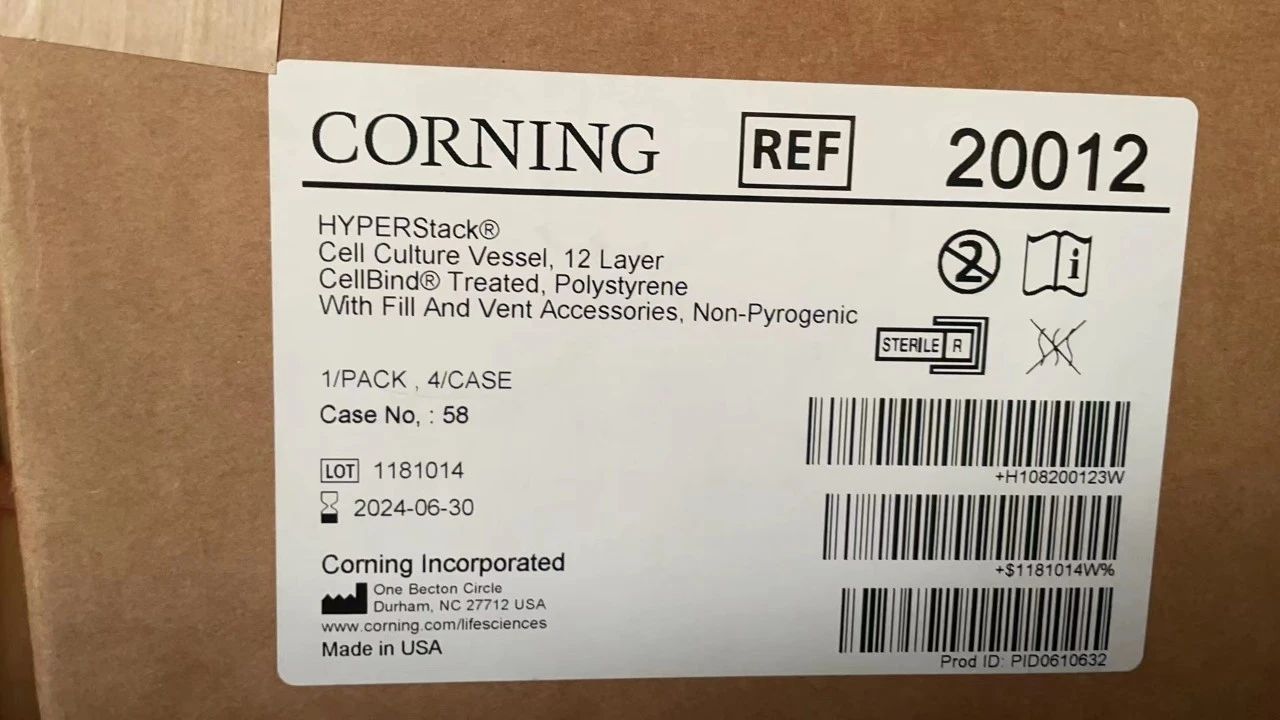 CORNING
REF
20012
HYPERStack®
Cell Culture Vessel, 12 Layer
CellBind® Treated, Polystyrene
With Fill And Vent Accessories, Non-Pyrogenic
2
i
STERILE R
1/PACK , 4/CASE
Case No, : 58
+H108200123W
LOT 1181014
2024-06-30
+$1181014W%
Corning Incorporated
One Becton Circle
Durham, NC 27712 USA
www.corning.com/lifesciences
Made in USA
Prod ID: PID0610632